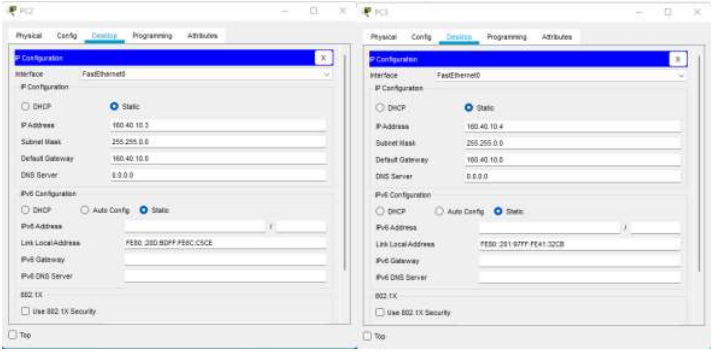 PC2
Physical Config Desktop Programming Attributes
IP Configuration X
Interface FastEthernet0
IP Configuration
DHCP Static
IP Address 160.40.10.3
Subnet Mask 255.255.0.0
Default Gateway 160.40.10.0
DNS Server 0.0.0.0
IPv6 Configuration
DHCP Auto Config Static
IPv6 Address /
Link Local Address FE80::20D:BDFF:FE6C:C5CE
IPv6 Gateway
IPv6 DNS Server
802.1X
Use 802.1X Security
Top
Physical Config Desktop Programming Attributes
IP Configuration X
Interface FastEthernet0
IP Configuration
DHCP Static
IP Address 160.40.10.4
Subnet Mask 255.255.0.0
Default Gateway 160.40.10.0
DNS Server 0.0.0.0
IPv6 Configuration
DHCP Auto Config Static
IPv6 Address /
Link Local Address FE80::201:97FF:FE41:32CB
IPv6 Gateway
IPv6 DNS Server
802.1X
Use 802.1X Security
Top